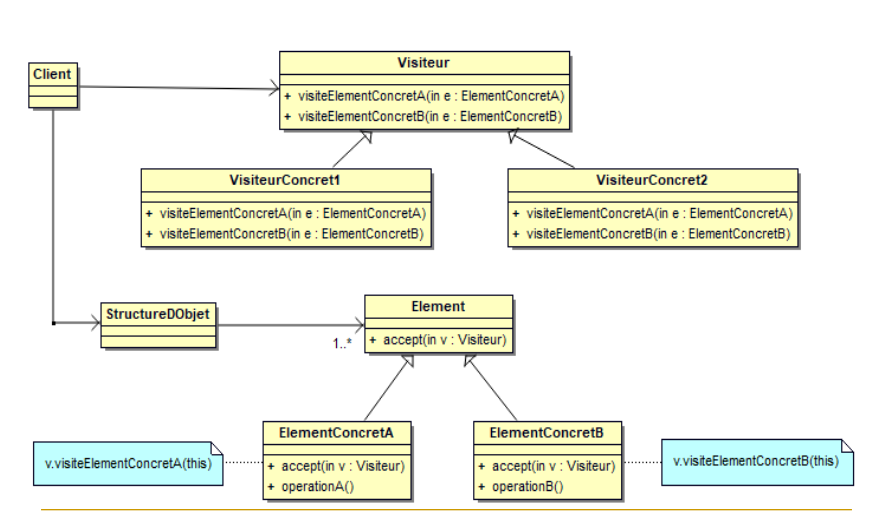 Visiteur
Client
+ visiteElementConcretA(in e : ElementConcretA)
+ visiteElementConcretB(in e : ElementConcretB)
VisiteurConcret1
+ visiteElementConcretA(in e : ElementConcretA)
+ visiteElementConcretB(in e : ElementConcretB)
VisiteurConcret2
+ visiteElementConcretA(in e : ElementConcretA)
+ visiteElementConcretB(in e : ElementConcretB)
StructureDObjet
1..*
Element
+ accept(in v : Visiteur)
v.visiteElementConcretA(this)
ElementConcretA
+ accept(in v : Visiteur)
+ operationA()
ElementConcretB
+ accept(in v : Visiteur)
+ operationB()
v.visiteElementConcretB(this)